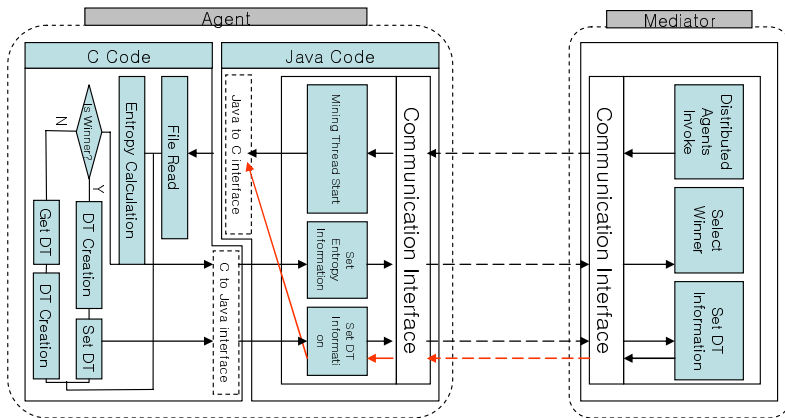 Agent
Mediator
C Code
Java Code
Is Winner?
N
Y
Entropy Calculation
File Read
Get DT
DT Creation
DT Creation
Set DT
Java to C interface
C to Java interface
Mining Thread Start
Set
Entropy
Information
Set DT
Informati
on
Communication Interface
Communication Interface
Distributed
Agents
Invoke
Select
Winner
Set DT
Information